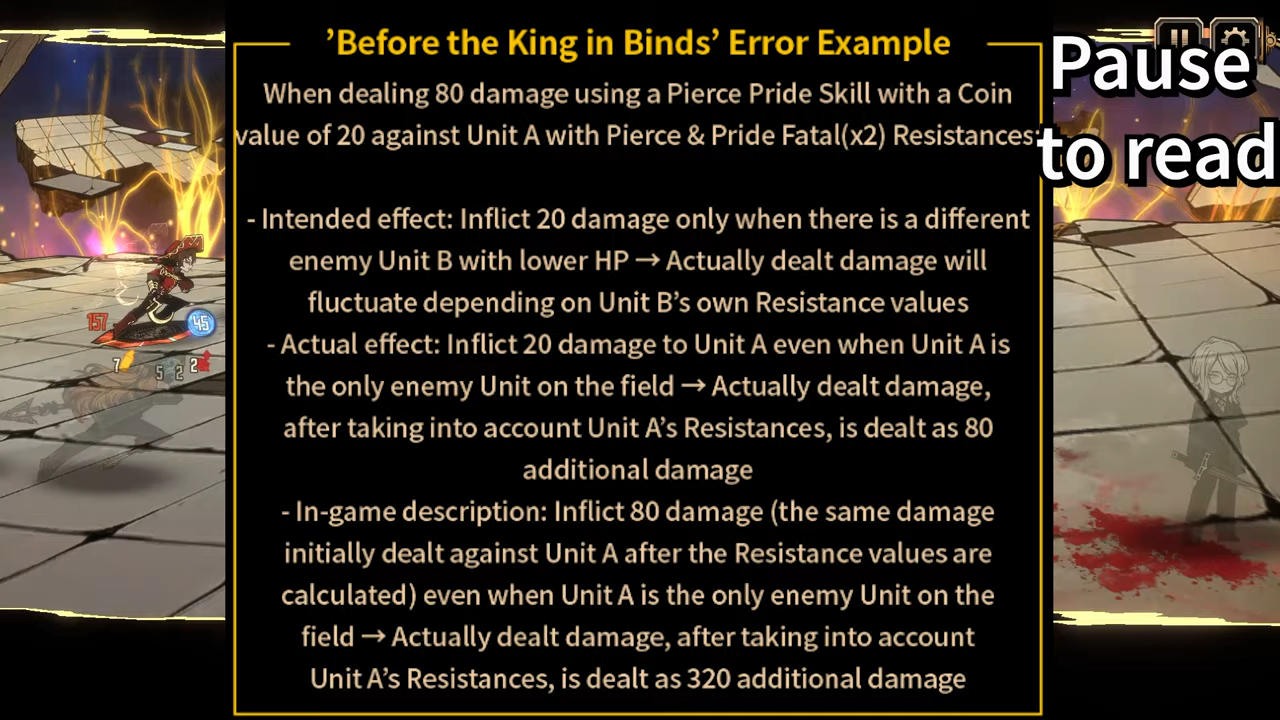 ’Before the King in Binds’ Error Example
When dealing 80 damage using a Pierce Pride Skill with a Coin
value of 20 against Unit A with Pierce & Pride Fatal(x2) Resistances:
- Intended effect: Inflict 20 damage only when there is a different
enemy Unit B with lower HP → Actually dealt damage will
fluctuate depending on Unit B’s own Resistance values
- Actual effect: Inflict 20 damage to Unit A even when Unit A is
the only enemy Unit on the field → Actually dealt damage,
after taking into account Unit A’s Resistances, is dealt as 80
additional damage
- In-game description: Inflict 80 damage (the same damage
initially dealt against Unit A after the Resistance values are
calculated) even when Unit A is the only enemy Unit on the
field → Actually dealt damage, after taking into account
Unit A’s Resistances, is dealt as 320 additional damage
Pause
to read
157
45
7
5 2 2